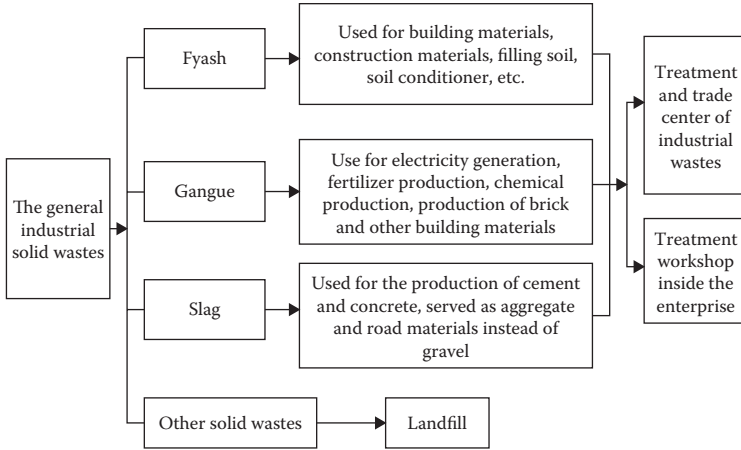 The general
industrial
solid wastes
Fyash
Used for building materials,
construction materials, filling soil,
soil conditioner, etc.
Gangue
Use for electricity generation,
fertilizer production, chemical
production, production of brick
and other building materials
Slag
Used for the production of cement
and concrete, served as aggregate
and road materials instead of
gravel
Other solid wastes
Landfill
Treatment
and trade
center of
industrial
wastes
Treatment
workshop
inside the
enterprise